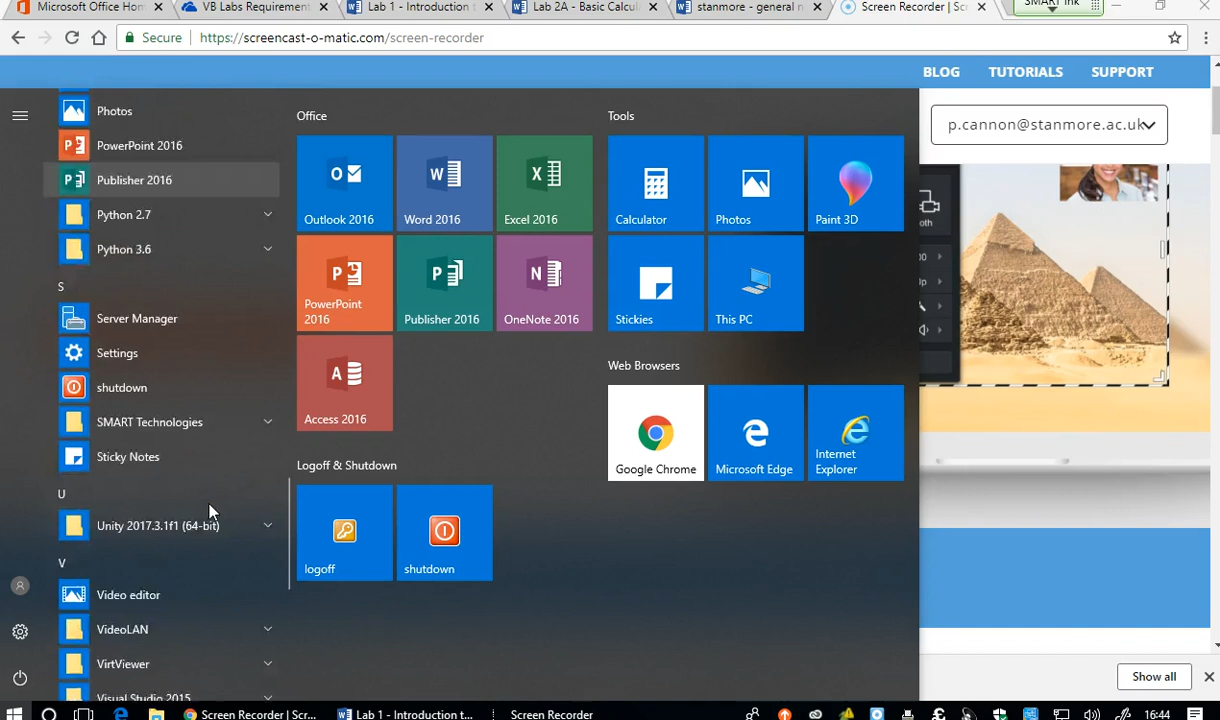 Microsoft Office Hom
VB Labs Requirement
Lab 1 - Introduction t
Lab 2A - Basic Calcul
stanmore - general n
Screen Recorder | Scr
SMART Ink
Secure
https://screencast-o-matic.com/screen-recorder
BLOG
TUTORIALS
SUPPORT
p.cannon@stanmore.ac.uk
Photos
PowerPoint 2016
Publisher 2016
Python 2.7
Python 3.6
S
Server Manager
Settings
shutdown
SMART Technologies
Sticky Notes
U
Unity 2017.3.1f1 (64-bit)
V
Video editor
VideoLAN
VirtViewer
Visual Studio 2015
Office
Outlook 2016
Word 2016
Excel 2016
PowerPoint
2016
Publisher 2016
OneNote 2016
Access 2016
Logoff & Shutdown
logoff
shutdown
Tools
Calculator
Photos
Paint 3D
Stickies
This PC
Web Browsers
Google Chrome
Microsoft Edge
Internet
Explorer
Show all
Screen Recorder | Scr...
Lab 1 - Introduction t...
Screen Recorder
16:44